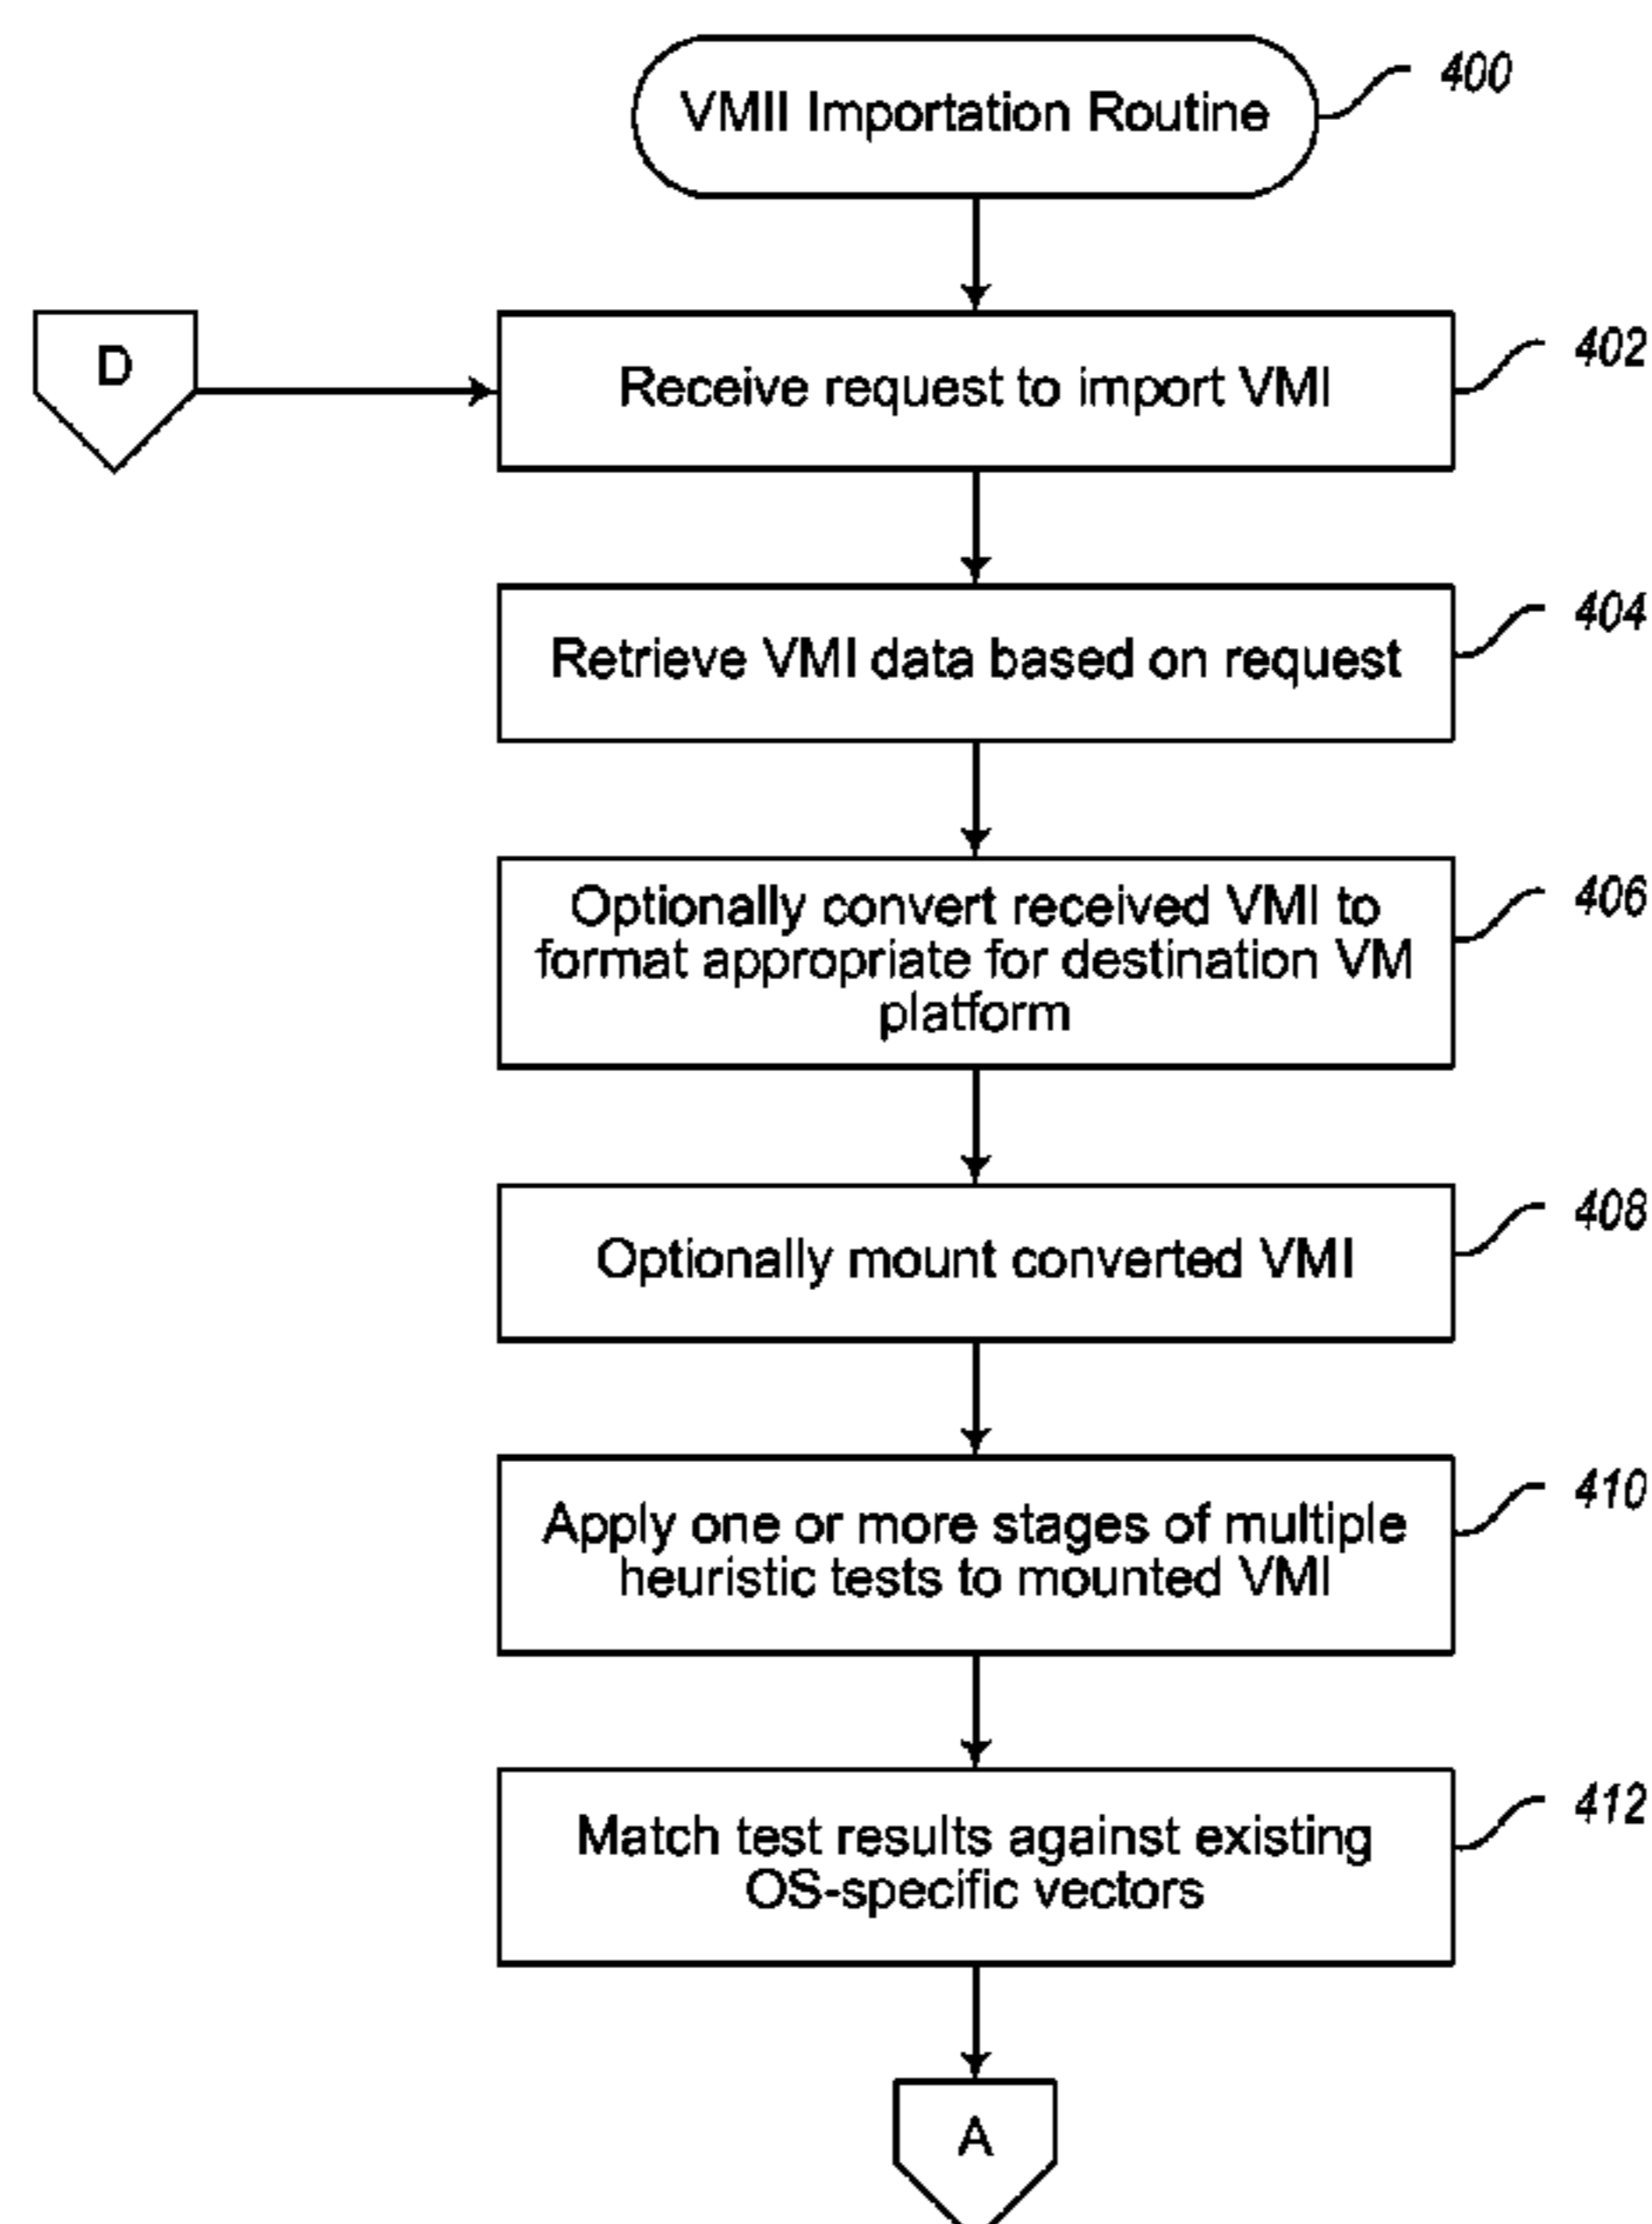 VMII Importation Routine
400
D
Receive request to import VMI
402
Retrieve VMI data based on request
404
Optionally convert received VMI to
format appropriate for destination VM
platform
406
Optionally mount converted VMI
408
Apply one or more stages of multiple
heuristic tests to mounted VMI
410
Match test results against existing
OS-specific vectors
412
A